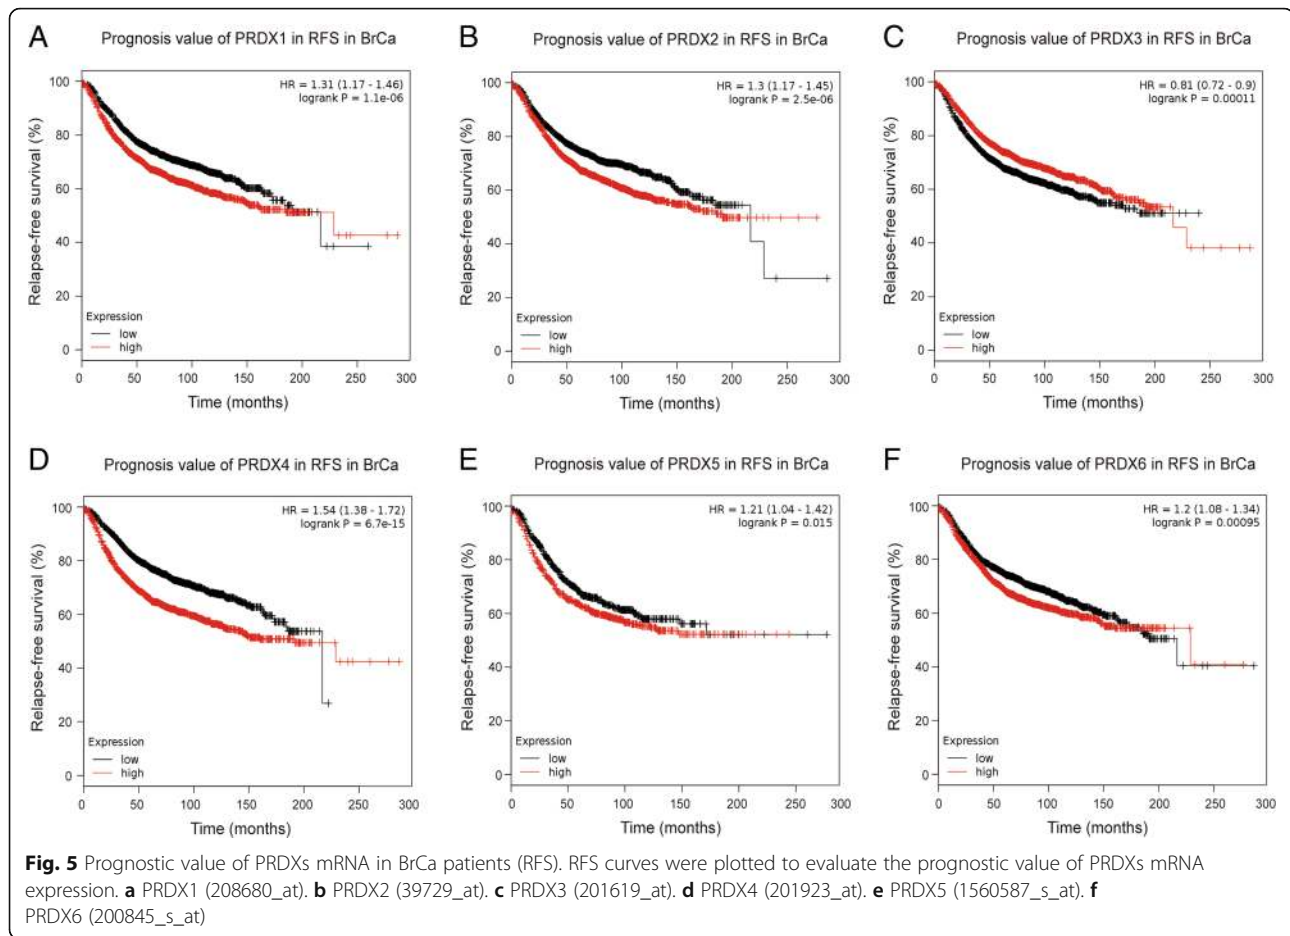 A
Prognosis value of PRDX1 in RFS in BrCa
HR = 1.31 (1.17 - 1.46)
logrank P = 1.1e-06
Relapse-free survival (%)
100
80
60
40
20
0
Expression
low
high
0 50 100 150 200 250 300
Time (months)
B
Prognosis value of PRDX2 in RFS in BrCa
HR = 1.3 (1.17 - 1.45)
logrank P = 2.5e-06
Relapse-free survival (%)
100
80
60
40
20
0
Expression
low
high
0 50 100 150 200 250 300
Time (months)
C
Prognosis value of PRDX3 in RFS in BrCa
HR = 0.81 (0.72 - 0.9)
logrank P = 0.00011
Relapse-free survival (%)
100
80
60
40
20
0
Expression
low
high
0 50 100 150 200 250 300
Time (months)
D
Prognosis value of PRDX4 in RFS in BrCa
HR = 1.54 (1.38 - 1.72)
logrank P = 6.7e-15
Relapse-free survival (%)
100
80
60
40
20
0
Expression
low
high
0 50 100 150 200 250 300
Time (months)
E
Prognosis value of PRDX5 in RFS in BrCa
HR = 1.21 (1.04 - 1.42)
logrank P = 0.015
Relapse-free survival (%)
100
80
60
40
20
0
Expression
low
high
0 50 100 150 200 250 300
Time (months)
F
Prognosis value of PRDX6 in RFS in BrCa
HR = 1.2 (1.08 - 1.34)
logrank P = 0.00095
Relapse-free survival (%)
100
80
60
40
20
0
Expression
low
high
0 50 100 150 200 250 300
Time (months)
Fig. 5 Prognostic value of PRDXs mRNA in BrCa patients (RFS). RFS curves were plotted to evaluate the prognostic value of PRDXs mRNA
expression. a PRDX1 (208680_at). b PRDX2 (39729_at). c PRDX3 (201619_at). d PRDX4 (201923_at). e PRDX5 (1560587_s_at). f
PRDX6 (200845_s_at)